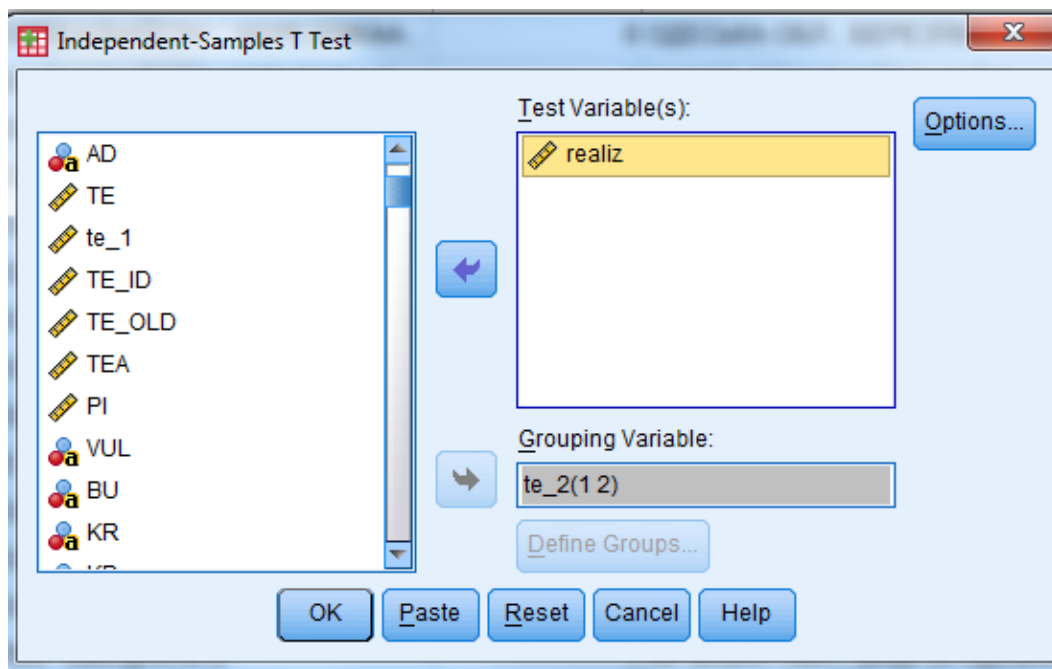 Independent-Samples T Test
Test Variable(s):
Options...
AD
TE
te_1
TE_ID
TE_OLD
TEA
PI
VUL
BU
KR
realiz
Grouping Variable:
te_2(1 2)
Define Groups...
OK
Paste
Reset
Cancel
Help